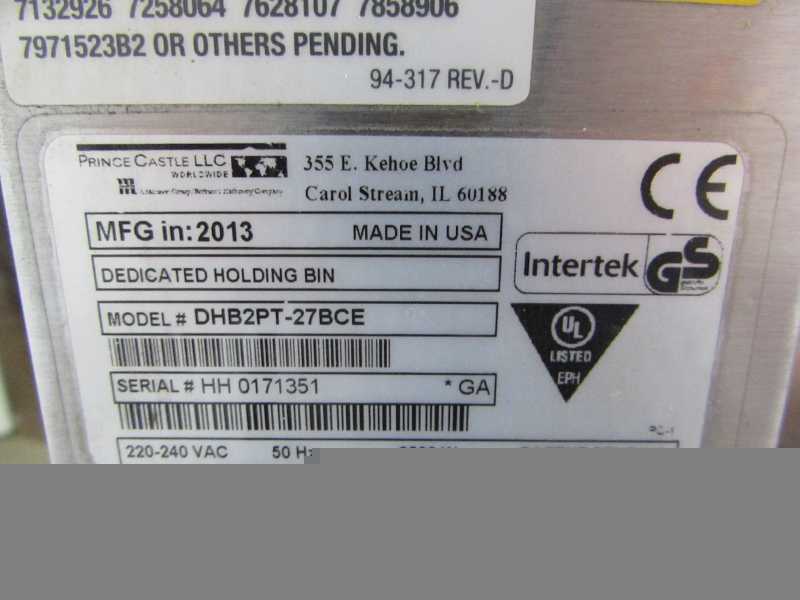 7132926 7258064 7628107 7858906
7971523B2 OR OTHERS PENDING.
94-317 REV.-D
PRINCE CASTLE LLC
WORLDWIDE
355 E. Kehoe Blvd
Carol Stream, IL 60188
CE
MFG in: 2013 MADE IN USA
Intertek GS
DEDICATED HOLDING BIN
MODEL # DHB2PT-27BCE
UL
LISTED
EPH
SERIAL # HH 0171351 * GA
220-240 VAC 50 Hz